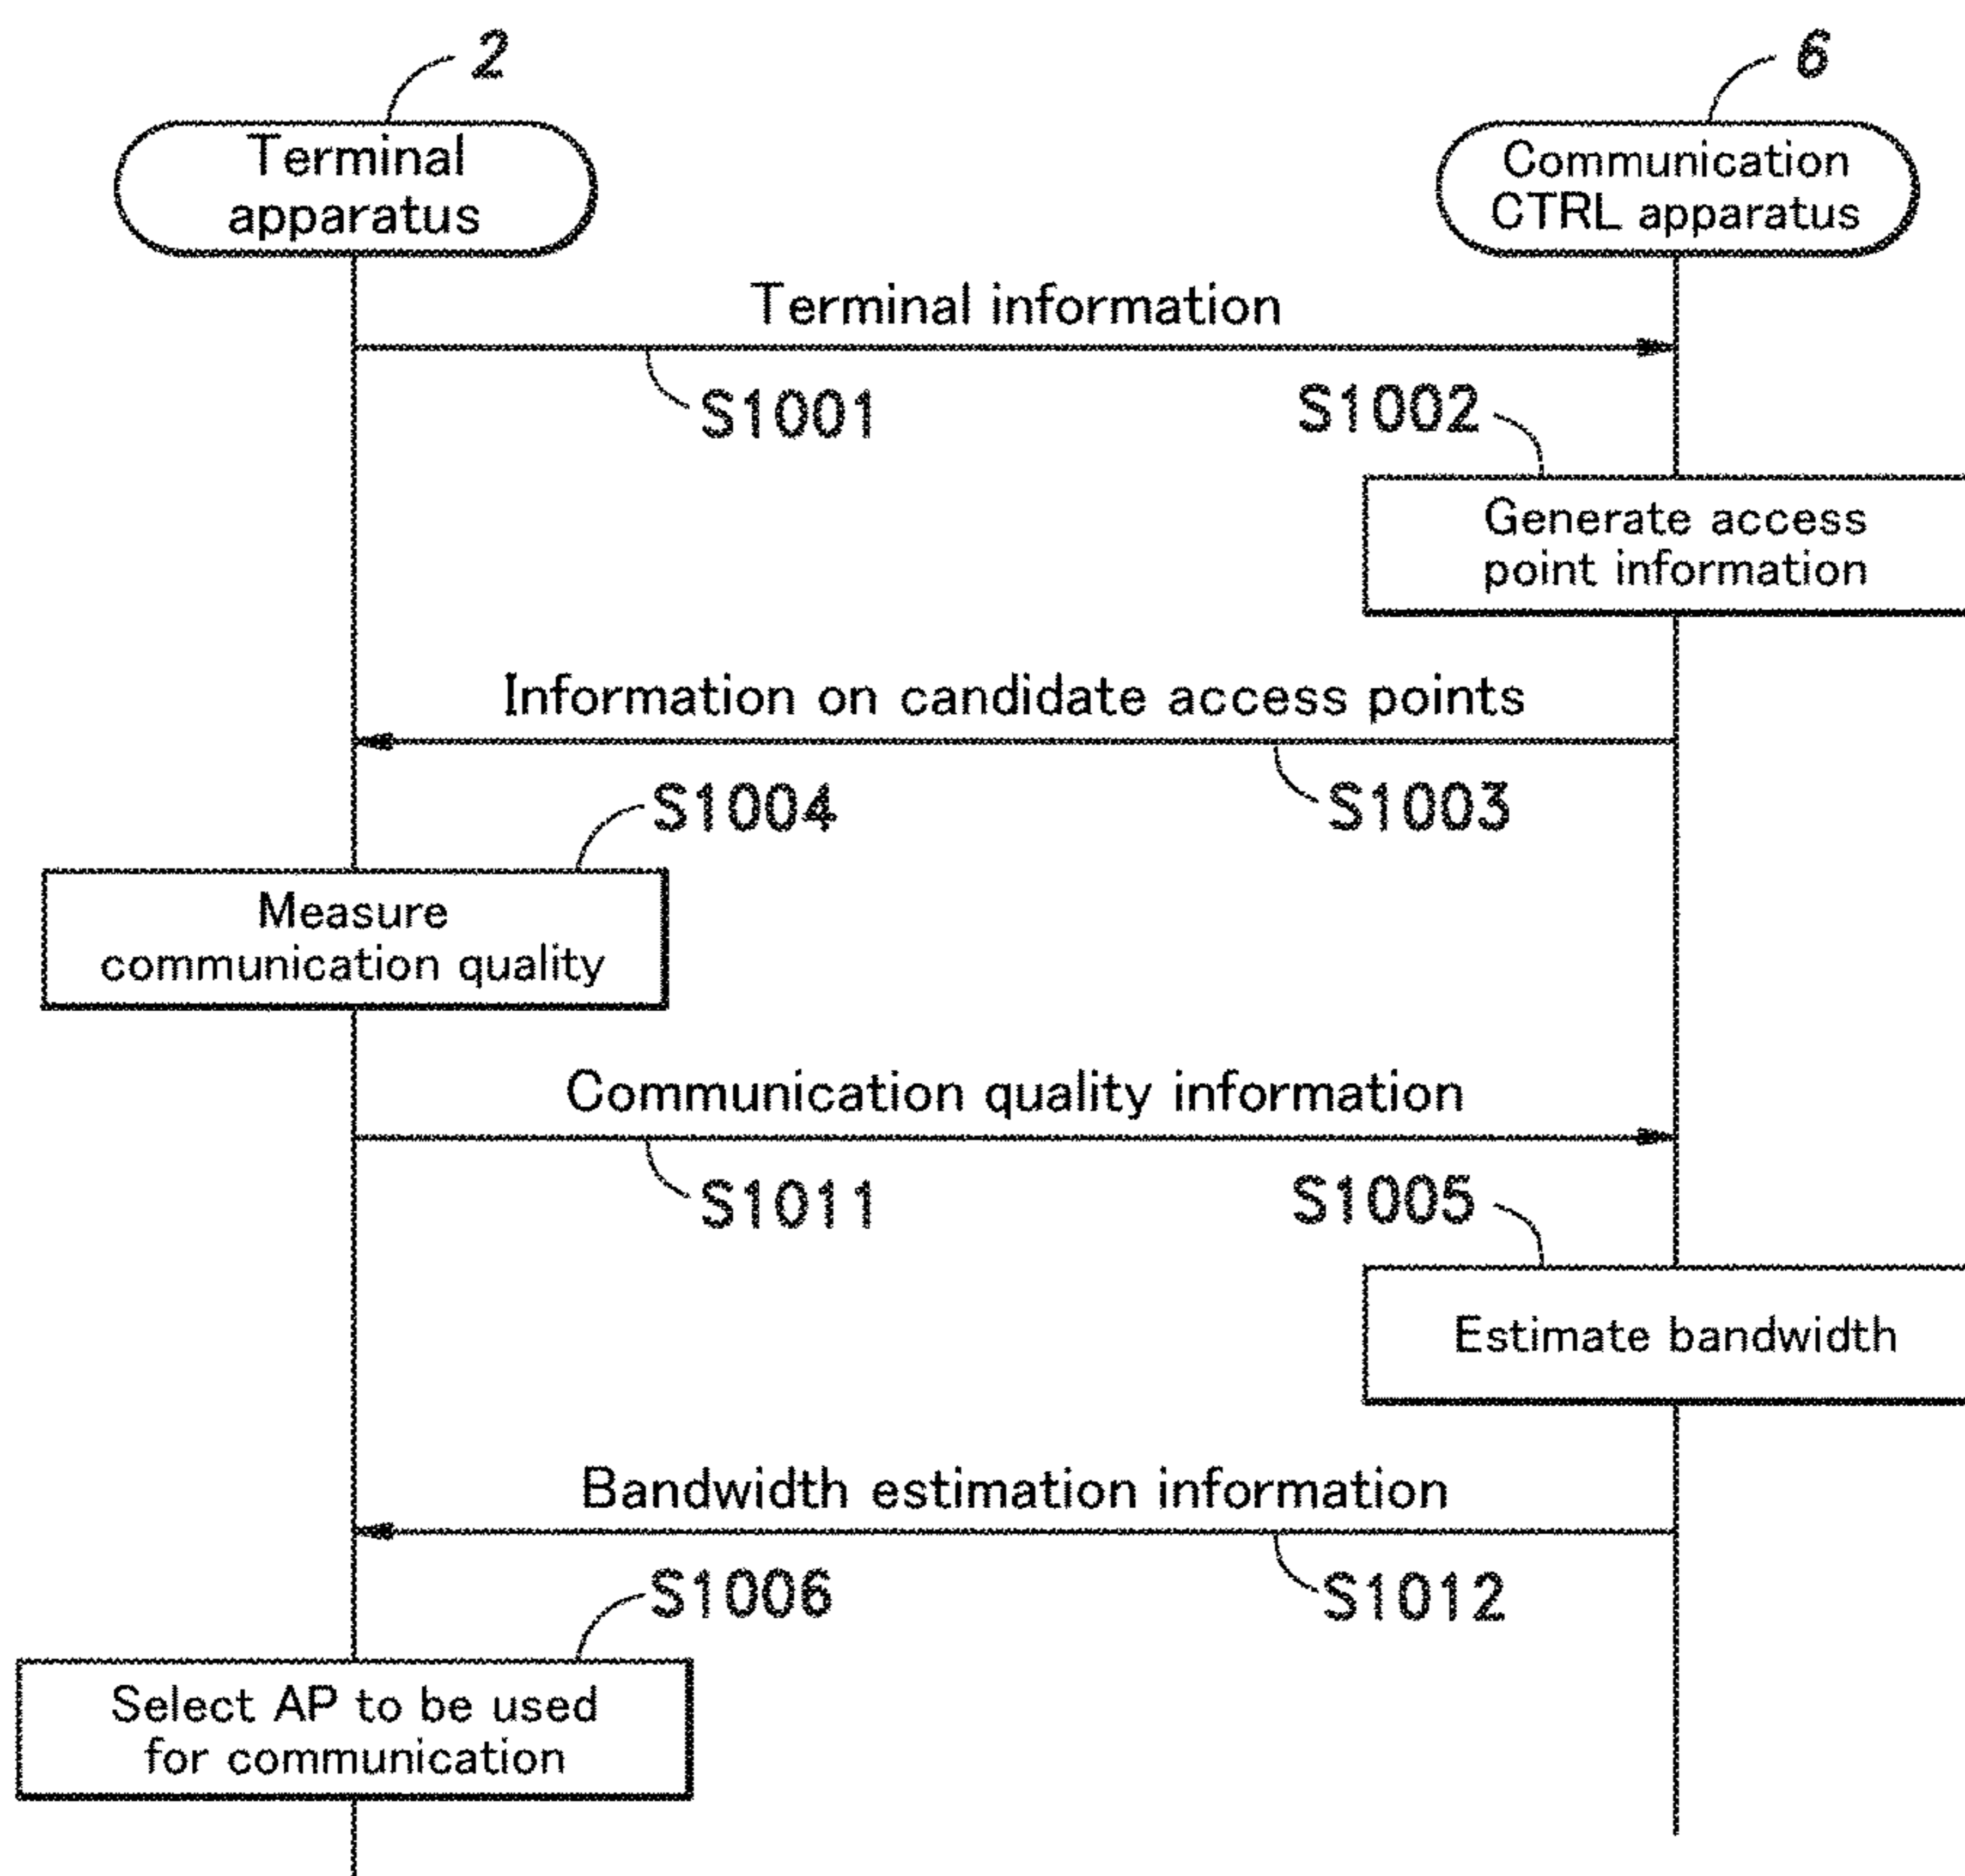 2
6
Terminal
apparatus
Communication
CTRL apparatus
Terminal information
S1001
S1002
Generate access
point information
Information on candidate access points
S1003
S1004
Measure
communication quality
Communication quality information
S1011
S1005
Estimate bandwidth
Bandwidth estimation information
S1012
S1006
Select AP to be used
for communication